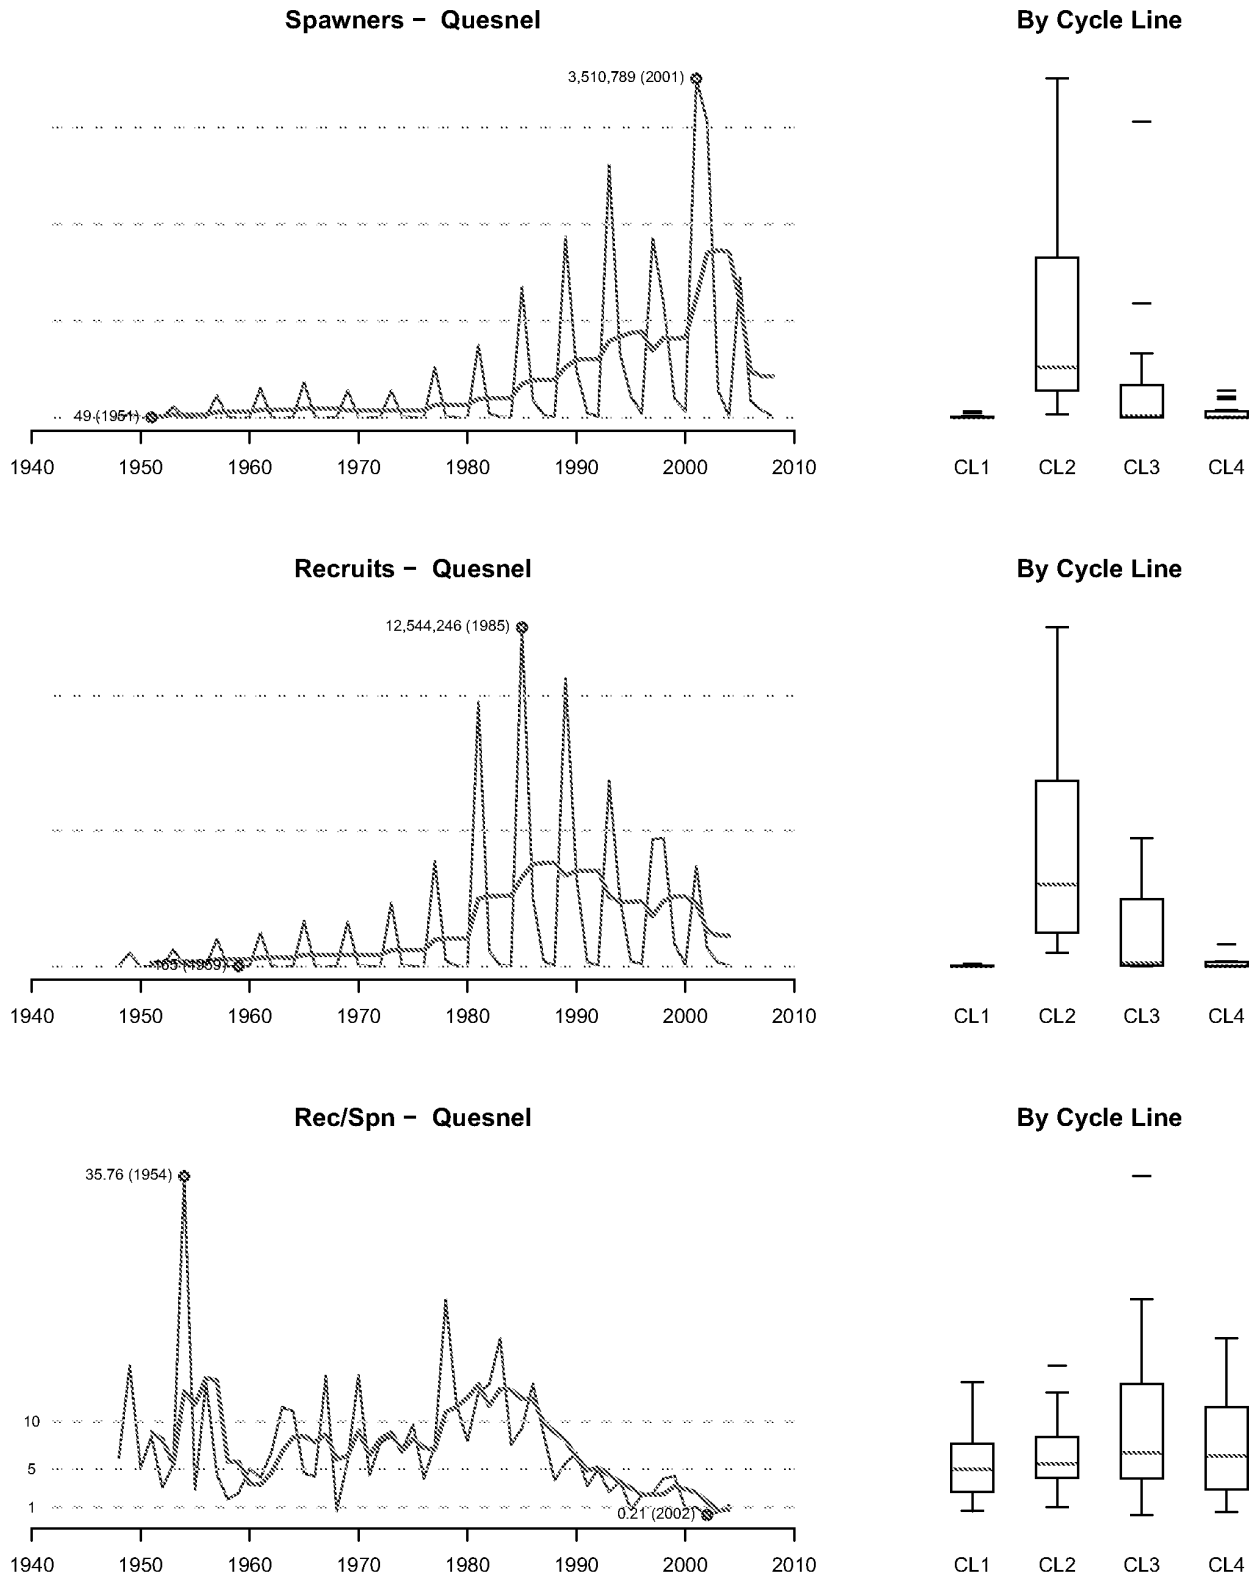 Spawners − Quesnel
By Cycle Line
3,510,789 (2001)
49 (1951)
1940 1950 1960 1970 1980 1990 2000 2010
CL1 CL2 CL3 CL4
Recruits − Quesnel
By Cycle Line
12,544,246 (1985)
165 (1959)
1940 1950 1960 1970 1980 1990 2000 2010
CL1 CL2 CL3 CL4
Rec/Spn − Quesnel
By Cycle Line
35.76 (1954)
10
5
1
0.21 (2002)
1940 1950 1960 1970 1980 1990 2000 2010
CL1 CL2 CL3 CL4